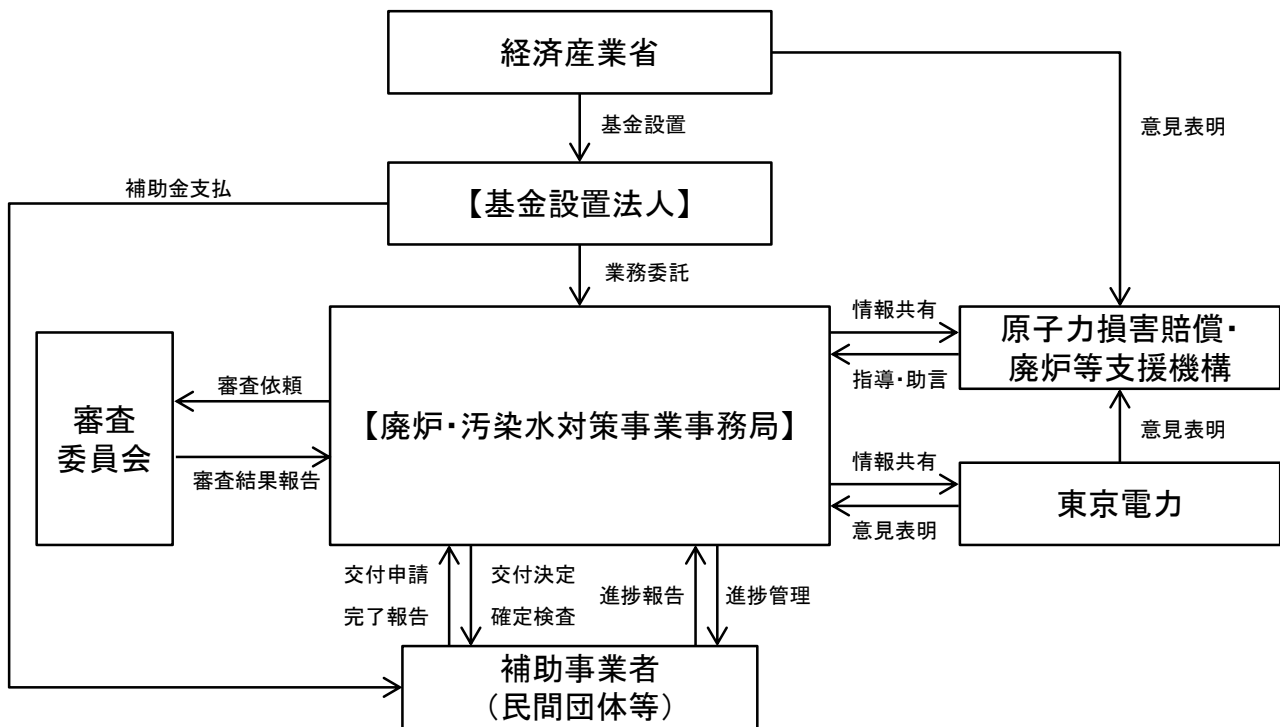 経済産業省
基金設置
意見表明
補助金支払
【基金設置法人】
業務委託
情報共有
原子力損害賠償・
廃炉等支援機構
指導・助言
審査依頼
審査
委員会
【廃炉・汚染水対策事業事務局】
意見表明
審査結果報告
情報共有
東京電力
意見表明
交付申請
完了報告
交付決定
確定検査
進捗報告
進捗管理
補助事業者
（民間団体等）